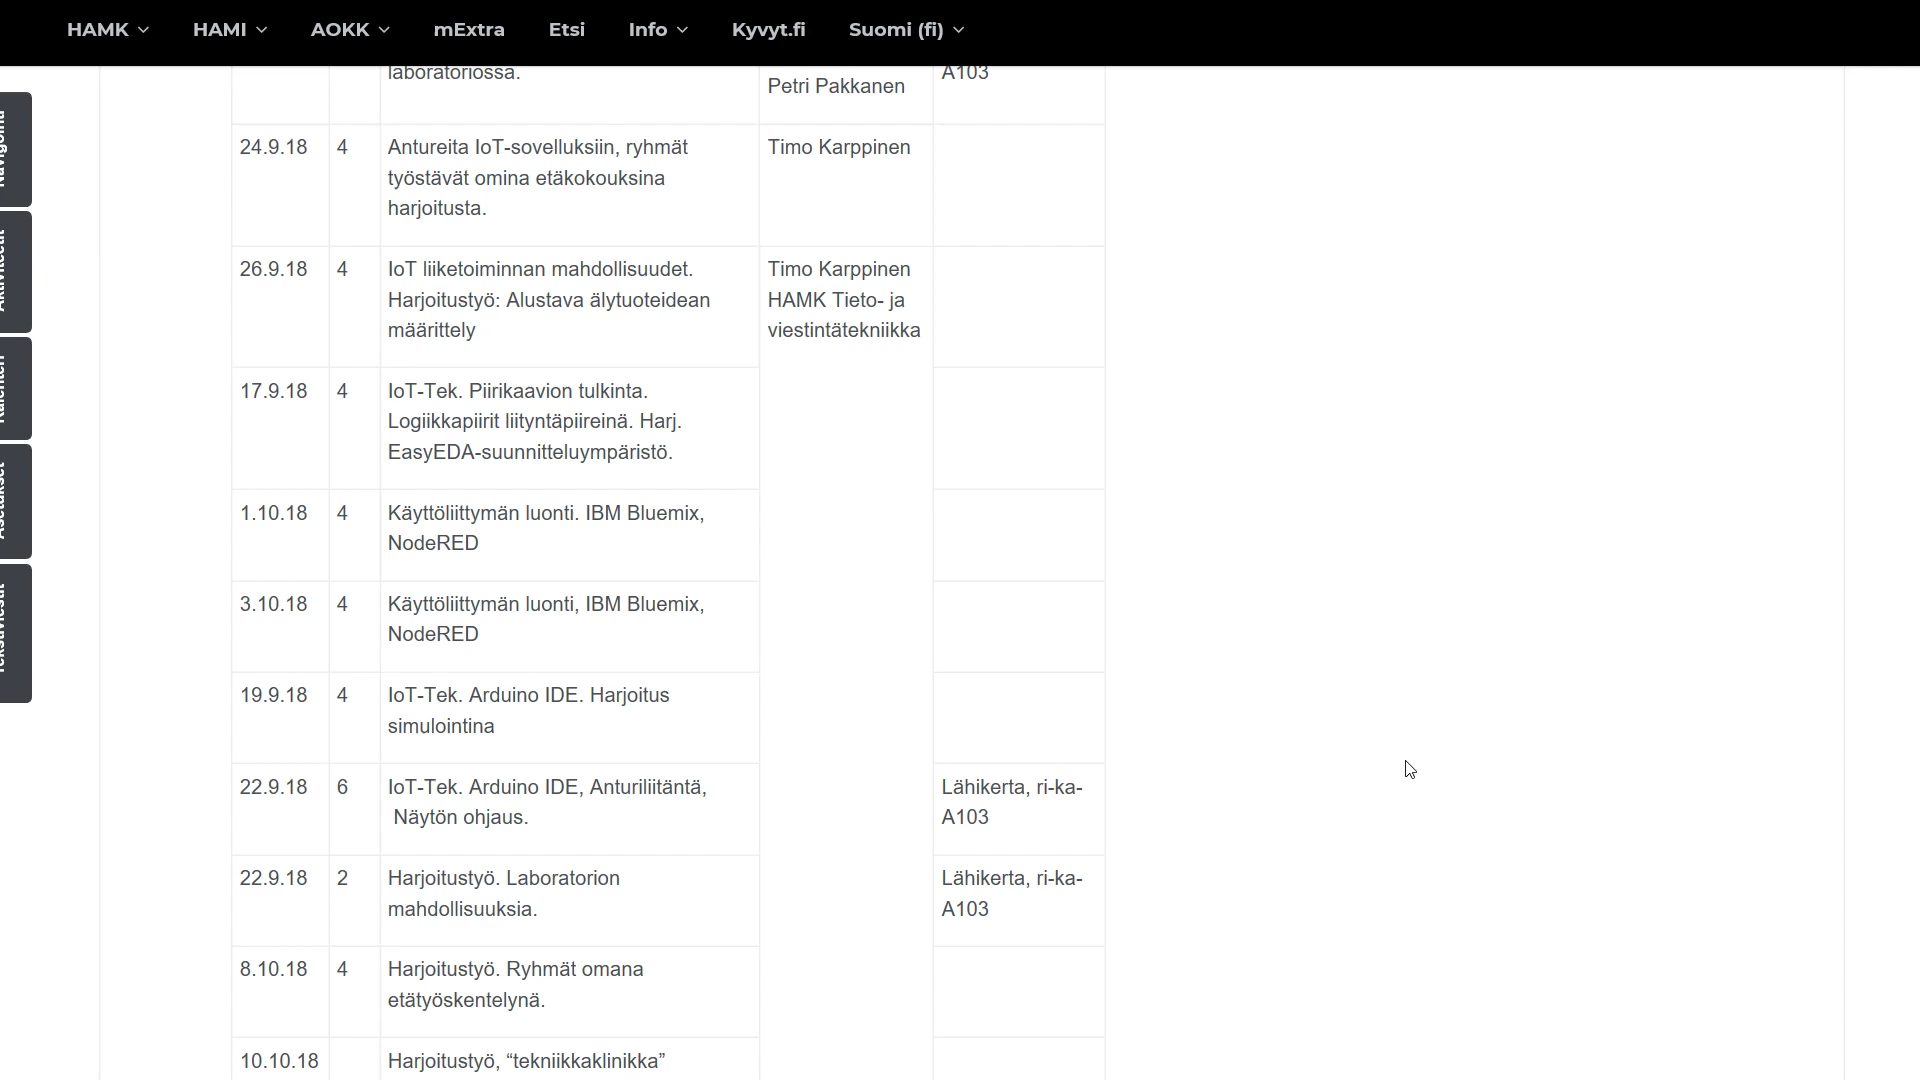 HAMK HAMI AOKK mExtra Etsi Info Kyvyt.fi Suomi (fi)
laboratoriossa.
Petri Pakkanen
A103
24.9.18 4 Antureita IoT-sovelluksiin, ryhmät Timo Karppinen
työstävät omina etäkokouksina
harjoitusta.
26.9.18 4 IoT liiketoiminnan mahdollisuudet. Timo Karppinen
Harjoitustyö: Alustava älytuoteidean HAMK Tieto- ja
määrittely viestintätekniikka
17.9.18 4 IoT-Tek. Piirikaavion tulkinta.
Logiikkapiirit liityntäpiireinä. Harj.
EasyEDA-suunnitteluympäristö.
1.10.18 4 Käyttöliittymän luonti. IBM Bluemix,
NodeRED
3.10.18 4 Käyttöliittymän luonti, IBM Bluemix,
NodeRED
19.9.18 4 IoT-Tek. Arduino IDE. Harjoitus
simulointina
22.9.18 6 IoT-Tek. Arduino IDE, Anturiliitäntä, Lähikerta, ri-ka-
Näytön ohjaus. A103
22.9.18 2 Harjoitustyö. Laboratorion Lähikerta, ri-ka-
mahdollisuuksia. A103
8.10.18 4 Harjoitustyö. Ryhmät omana
etätyöskentelynä.
10.10.18 Harjoitustyö, “tekniikkaklinikka”